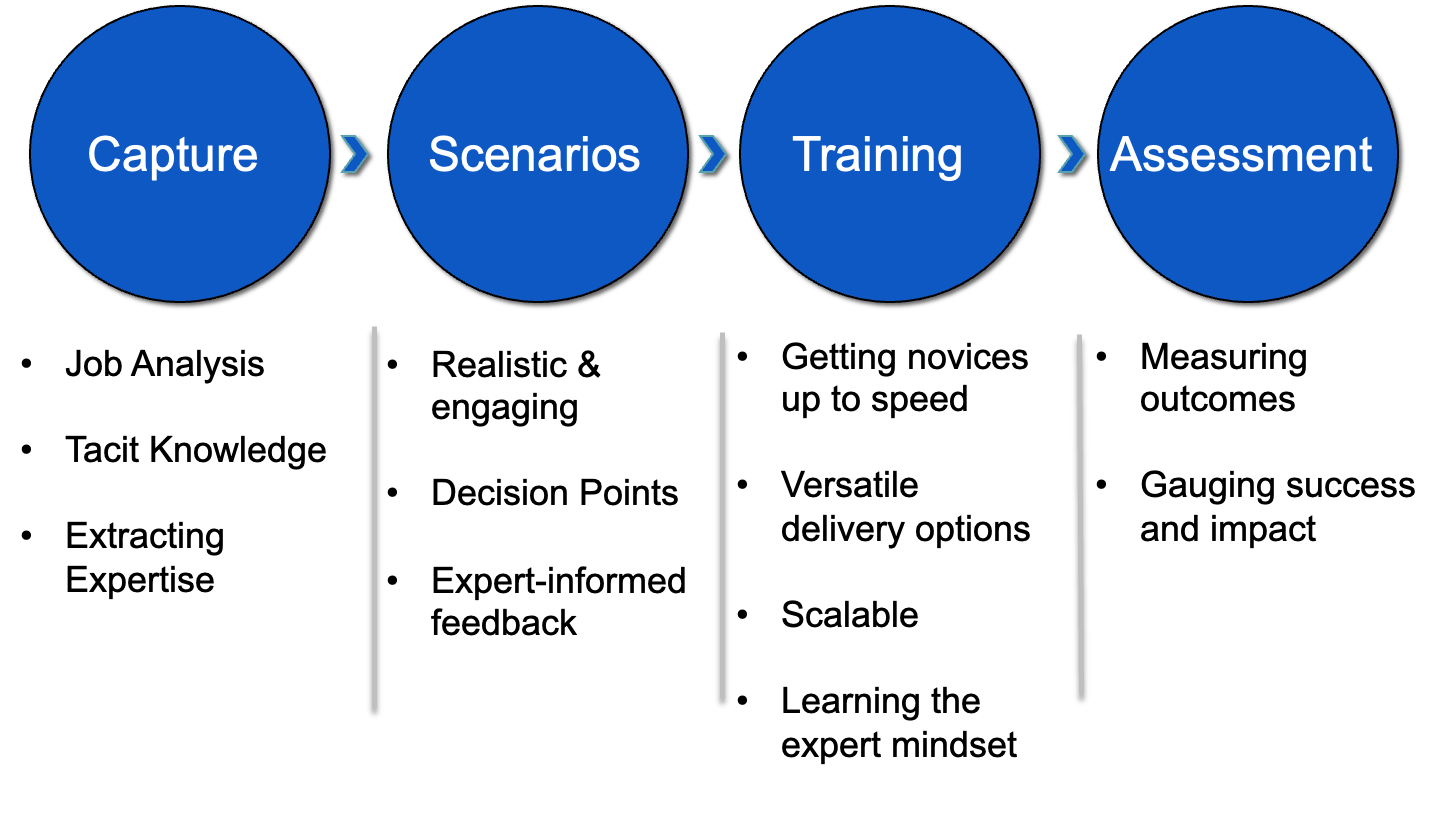 Capture
Scenarios
Training
Assessment
• Job Analysis
• Tacit Knowledge
• Extracting
Expertise
• Realistic &
engaging
• Decision Points
• Expert-informed
feedback
• Getting novices
up to speed
• Versatile
delivery options
• Scalable
• Learning the
expert mindset
• Measuring
outcomes
• Gauging success
and impact